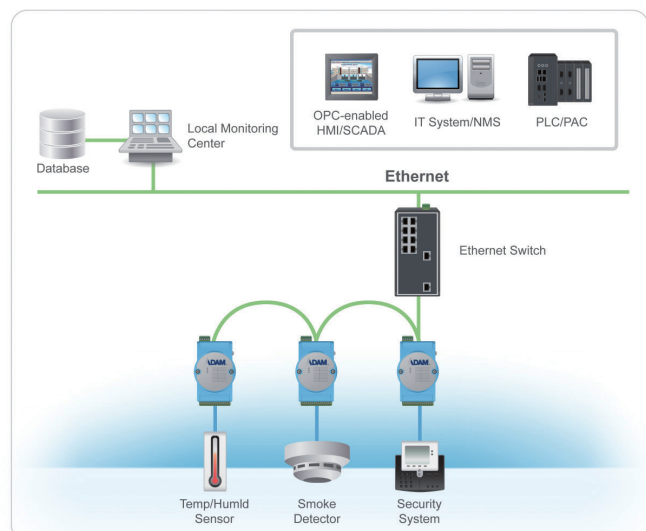 OPC-enabled
HMI/SCADA
IT System/NMS
PLC/PAC
Local Monitoring
Center
Database
Ethernet
Ethernet Switch
ADAM
ADAM
ADAM
Temp/Humld
Sensor
Smoke
Detector
Security
System